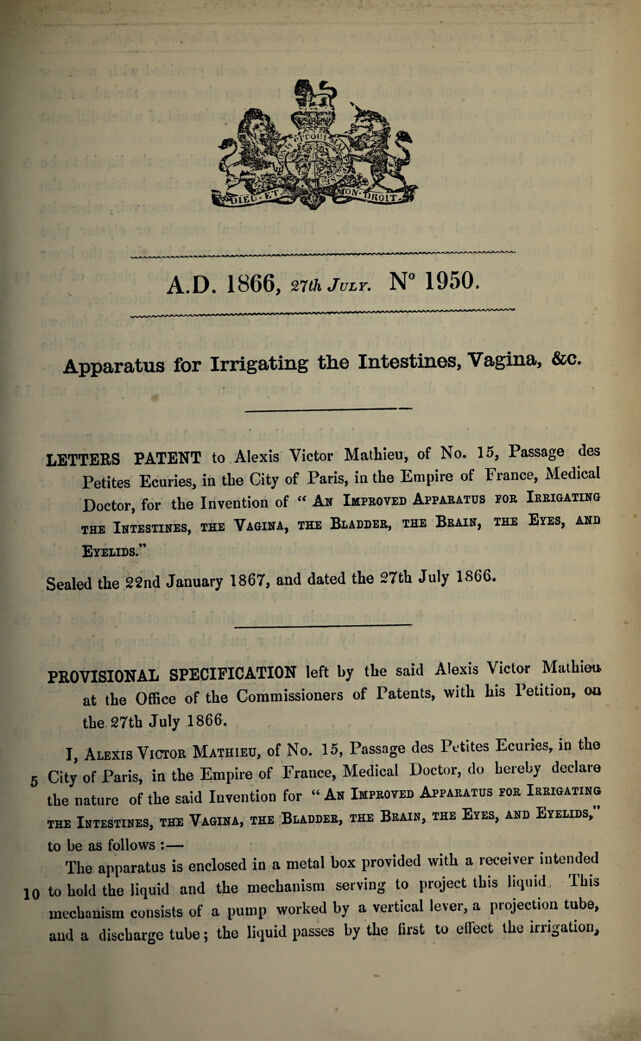 DIEU·ET MON·DROIT
A.D. 1866, 27th JULY. N° 1950.
Apparatus for Irrigating the Intestines, Vagina, &c.
LETTERS PATENT to Alexis Victor Mathieu, of No. 15, Passage des
Petites Ecuries, in the City of Paris, in the Empire of France, Medical
Doctor, for the Invention of “ AN IMPROVED APPARATUS FOR IRRIGATING
THE INTESTINES, THE VAGINA, THE BLADDER, THE BRAIN, THE EYES, AND
EYELIDS.”
Sealed the 22nd January 1867, and dated the 27th July 1866.
PROVISIONAL SPECIFICATION left by the said Alexis Victor Mathieu
at the Office of the Commissioners of Patents, with his Petition, on
the 27th July 1866.
I, ALEXIS VICTOR MATHIEU, of No. 15, Passage des Petites Ecuries, in the
5 City of Paris, in the Empire of France, Medical Doctor, do hereby declare
the nature of the said Invention for “ AN IMPROVED APPARATUS FOR IRRIGATING
THE INTESTINES, THE VAGINA, THE BLADDER, THE BRAIN, THE EYES, AND EYELIDS,”
to be as follows :—
The apparatus is enclosed in a metal box provided with a receiver intended
10 to hold the liquid and the mechanism serving to project this liquid. This
mechanism consists of a pump worked by a vertical lever, a projection tube,
and a discharge tube; the liquid passes by the first to effect the irrigation,